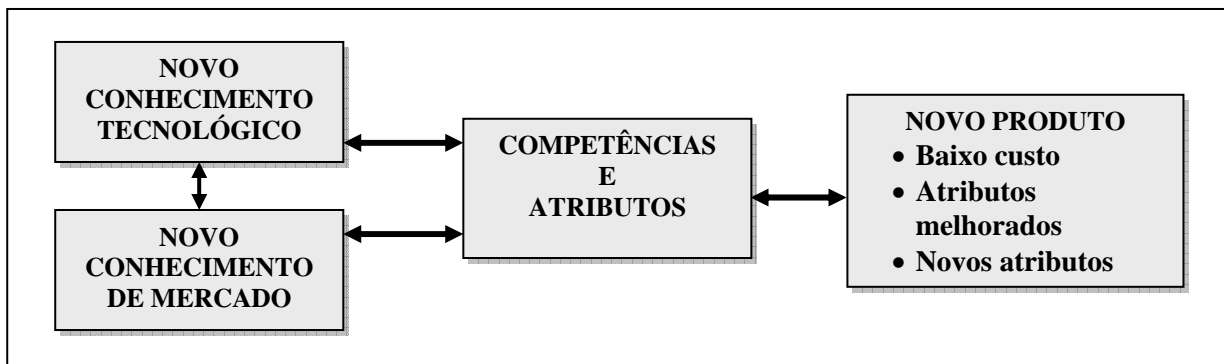 NOVO
CONHECIMENTO
TECNOLÓGICO
NOVO
CONHECIMENTO
DE MERCADO
COMPETÊNCIAS
E
ATRIBUTOS
NOVO PRODUTO
• Baixo custo
• Atributos
melhorados
• Novos atributos